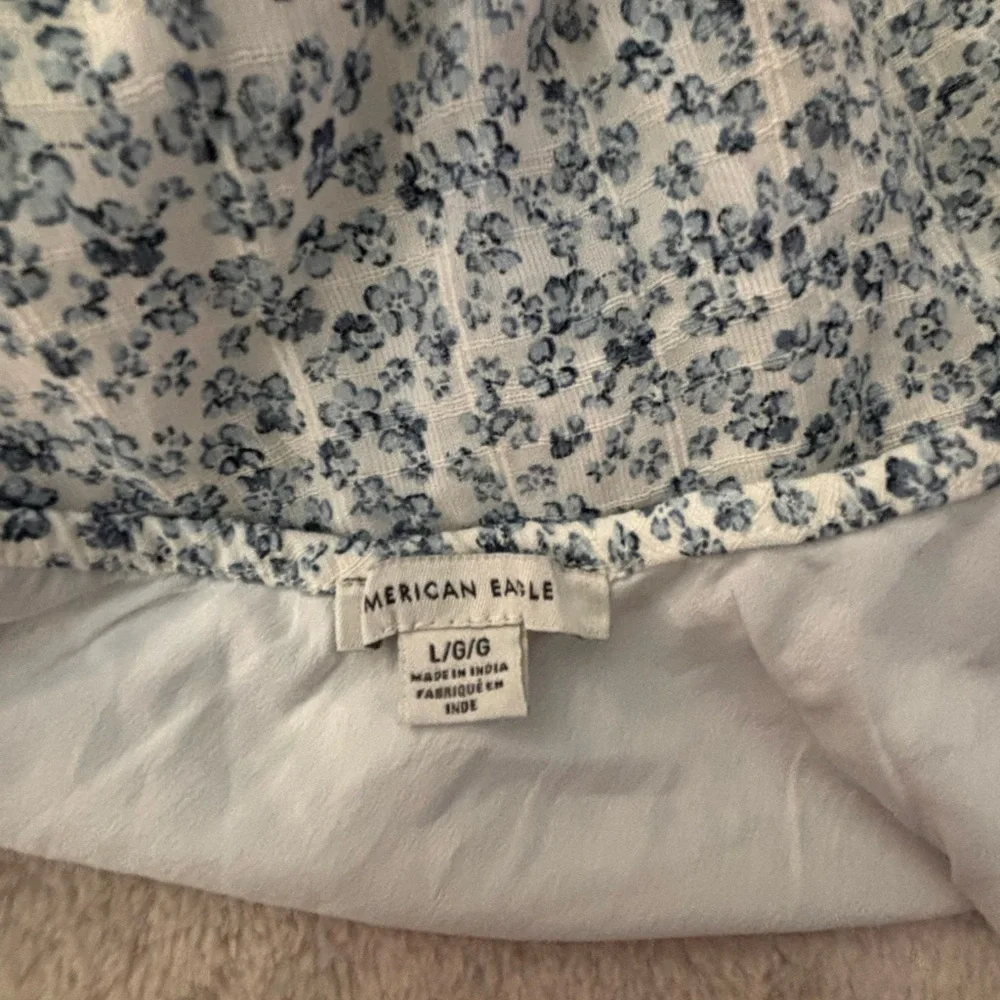 MERICAN EAGLE
L/G/G
MADE IN INDIA
FABRIQUÉ EN
INDE